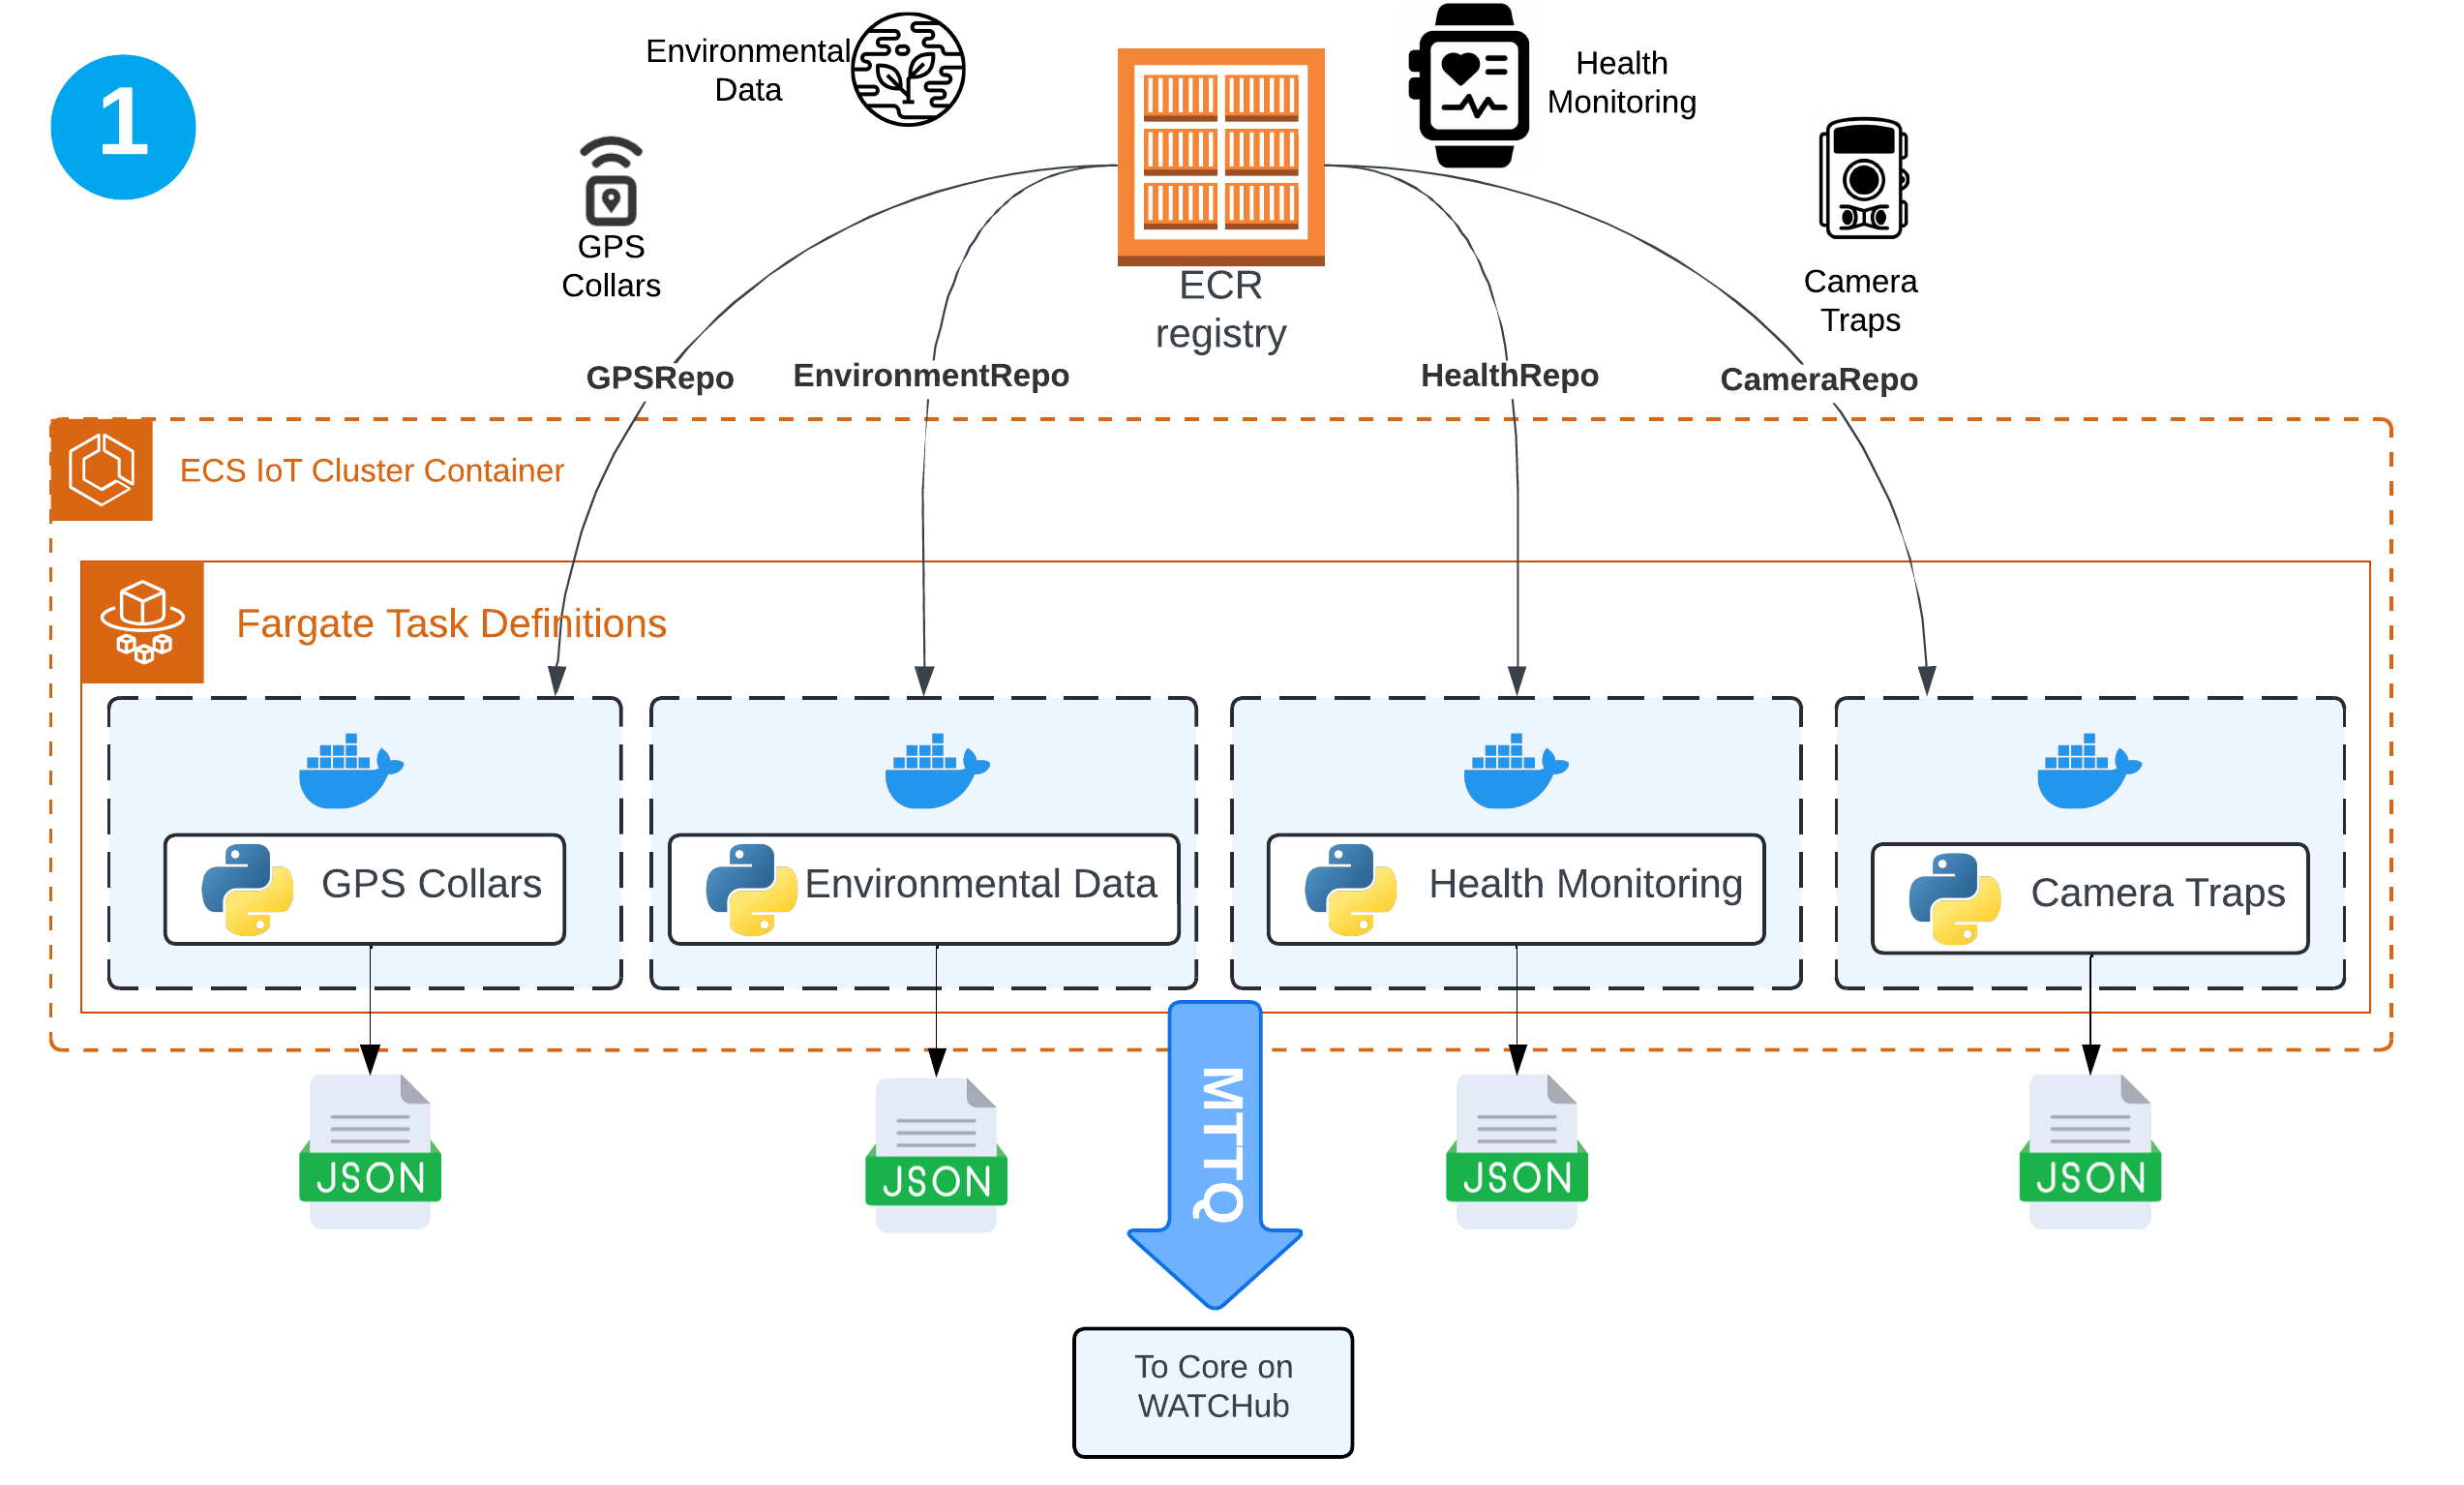 1
Environmental
Data
Health
Monitoring
GPS
Collars
Camera
Traps
ECR
registry
GPSRepo
EnvironmentRepo
HealthRepo
CameraRepo
ECS IoT Cluster Container
Fargate Task Definitions
GPS Collars
Environmental Data
Health Monitoring
Camera Traps
MTTQ
JSON
JSON
JSON
JSON
To Core on
WATCHub